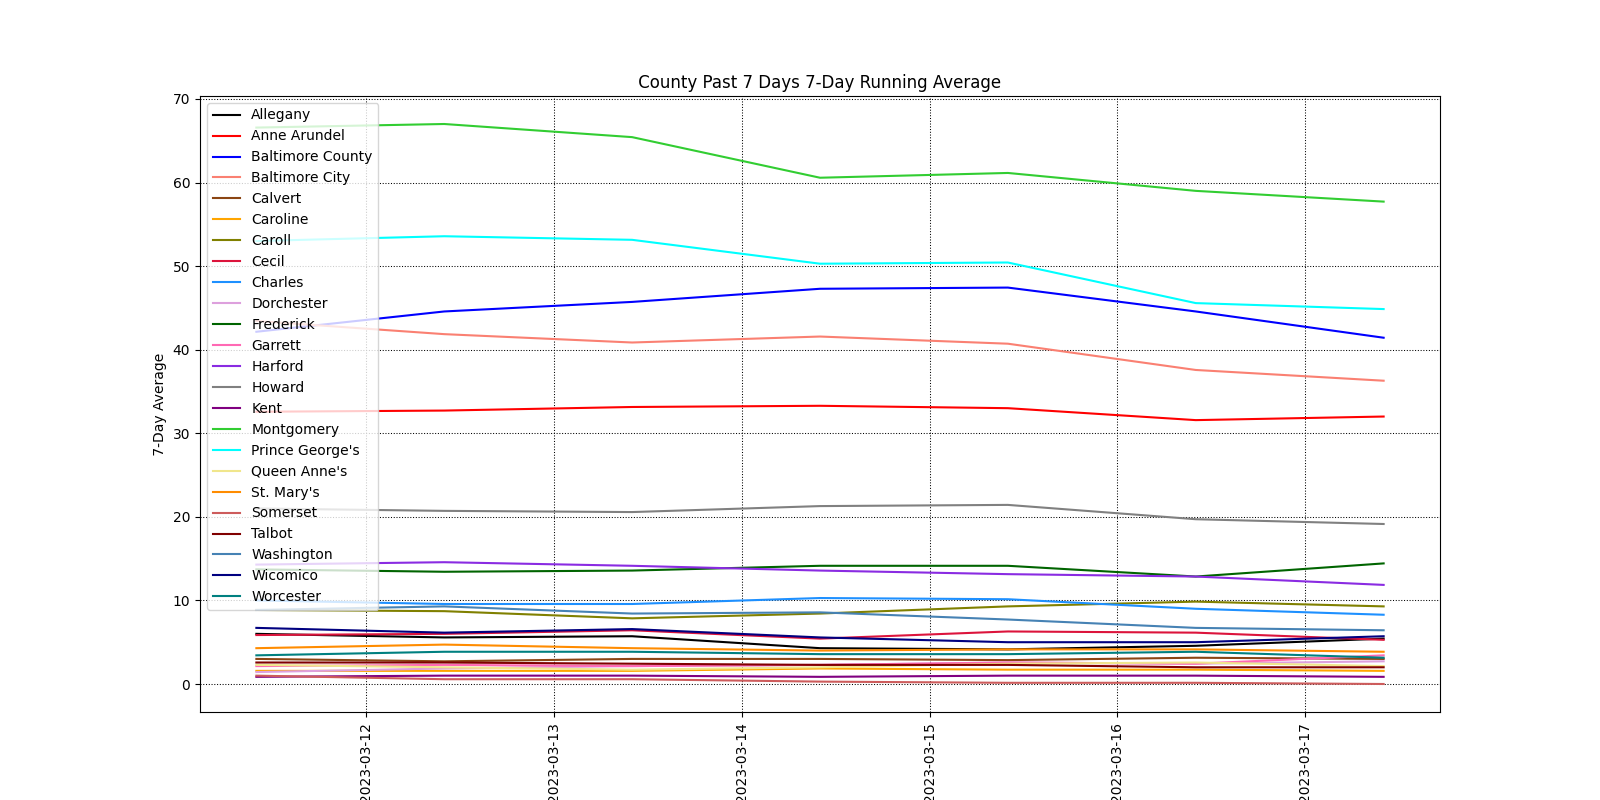 County Past 7 Days 7-Day Running Average
7-Day Average
70
60
50
40
30
20
10
0
Allegany
Anne Arundel
Baltimore County
Baltimore City
Calvert
Caroline
Caroll
Cecil
Charles
Dorchester
Frederick
Garrett
Harford
Howard
Kent
Montgomery
Prince George's
Queen Anne's
St. Mary's
Somerset
Talbot
Washington
Wicomico
Worcester
2023-03-12
2023-03-13
2023-03-14
2023-03-15
2023-03-16
2023-03-17